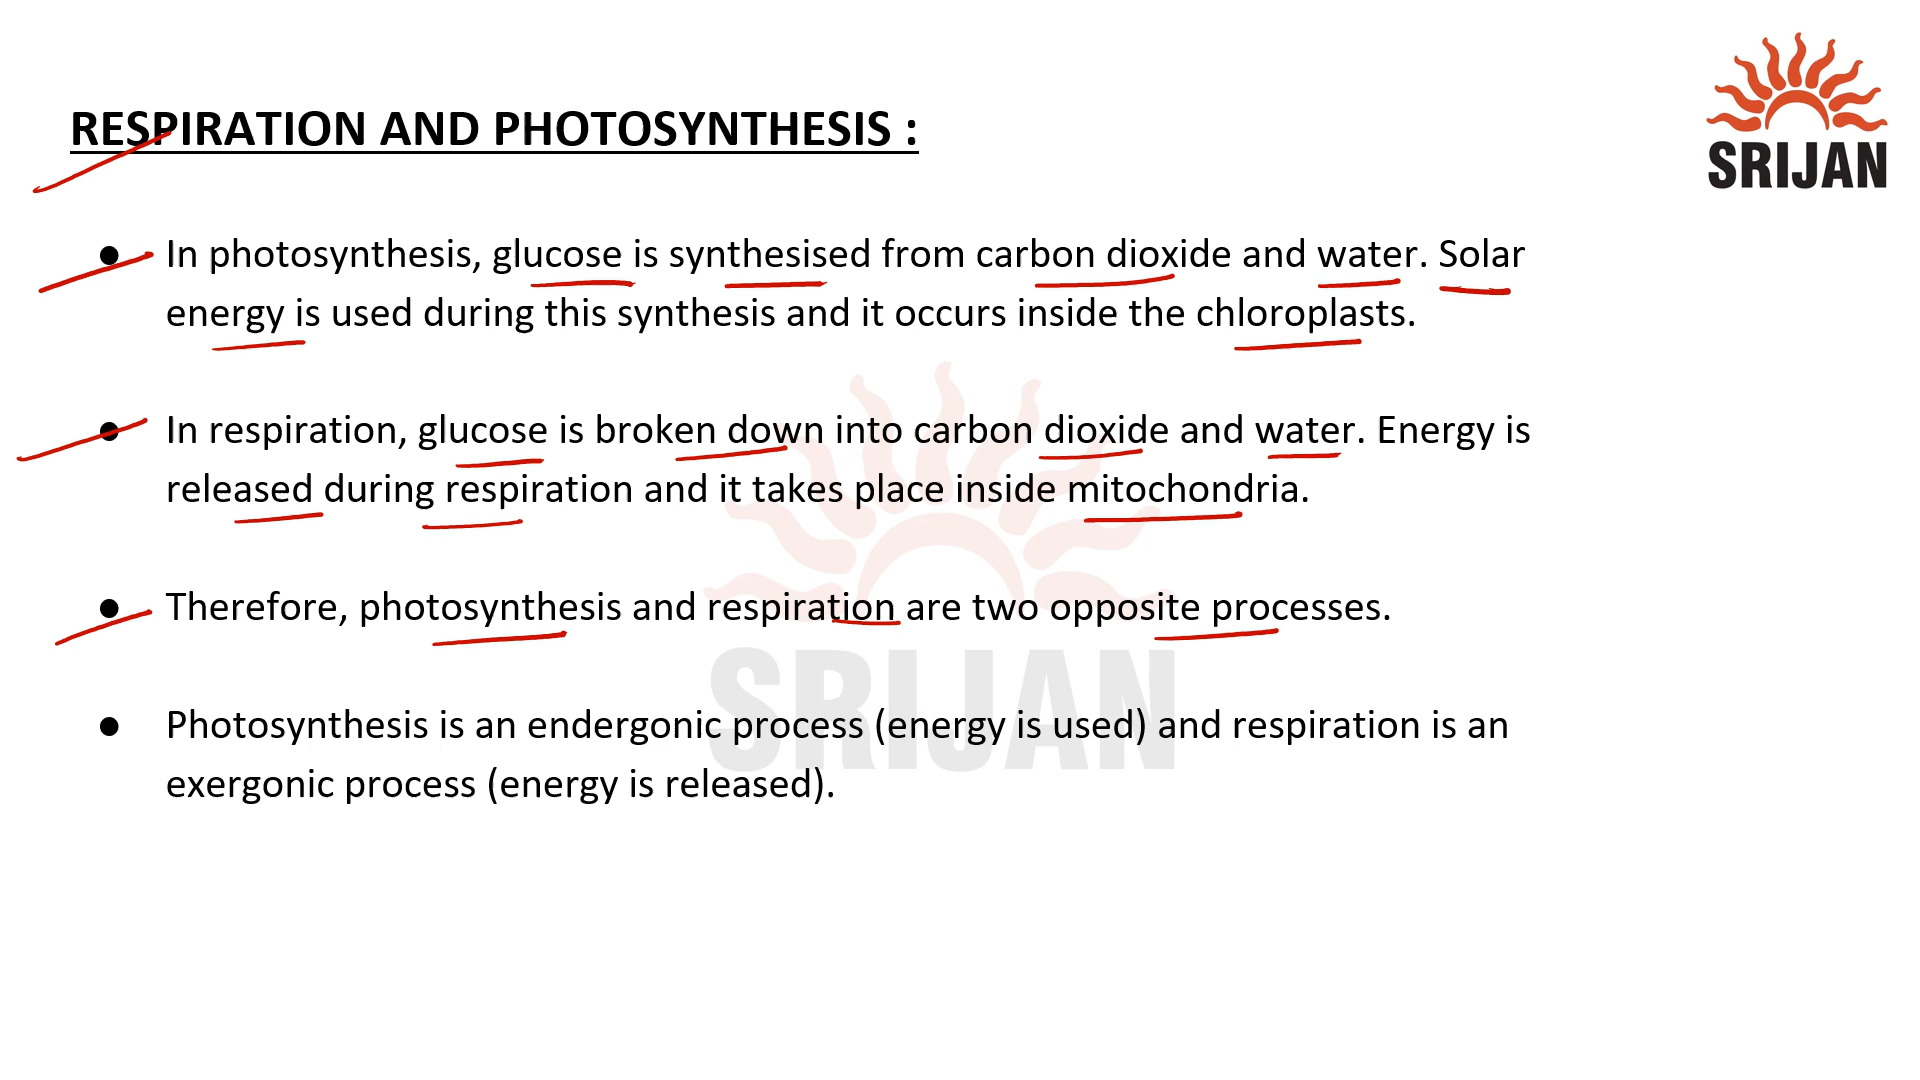 SRIJAN
RESPIRATION AND PHOTOSYNTHESIS :
● In photosynthesis, glucose is synthesised from carbon dioxide and water. Solar
energy is used during this synthesis and it occurs inside the chloroplasts.
● In respiration, glucose is broken down into carbon dioxide and water. Energy is
released during respiration and it takes place inside mitochondria.
● Therefore, photosynthesis and respiration are two opposite processes.
SRIJAN
● Photosynthesis is an endergonic process (energy is used) and respiration is an
exergonic process (energy is released).